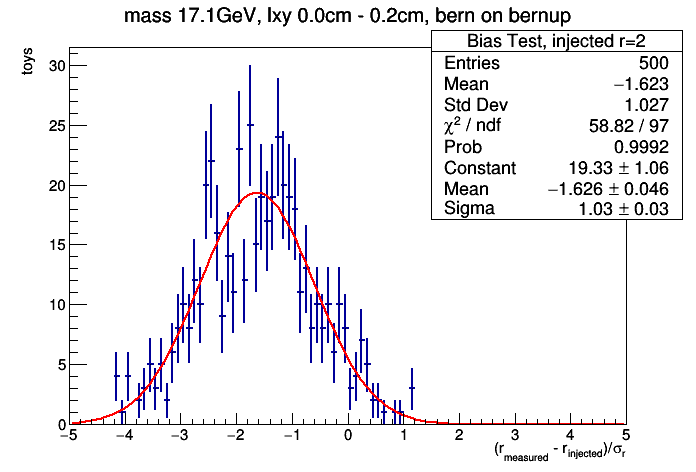 mass 17.1GeV, lxy 0.0cm - 0.2cm, bern on bernup
Bias Test, injected r=2
Entries 500
Mean −1.623
Std Dev 1.027
χ² / ndf 58.82 / 97
Prob 0.9992
Constant 19.33 ± 1.06
Mean −1.626 ± 0.046
Sigma 1.03 ± 0.03
toys
30
25
20
15
10
5
0
−5 −4 −3 −2 −1 0 1 2 3 4 5
(r_measured - r_injected)/σ_r